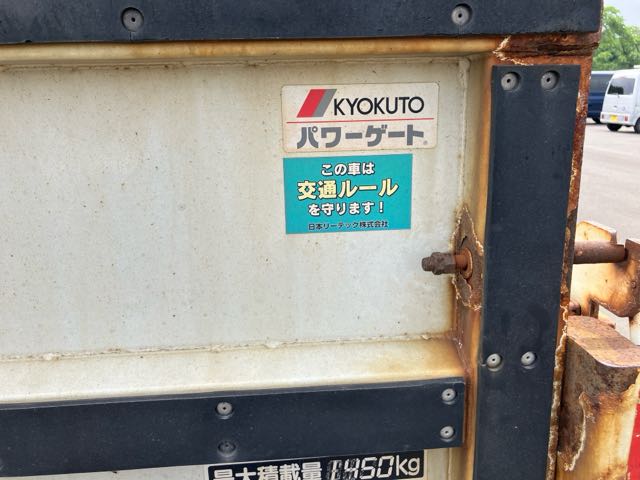 KYOKUTO
パワーゲート®
この車は
交通ルール
を守ります!
日本リーテック株式会社
最大積載量 1450kg